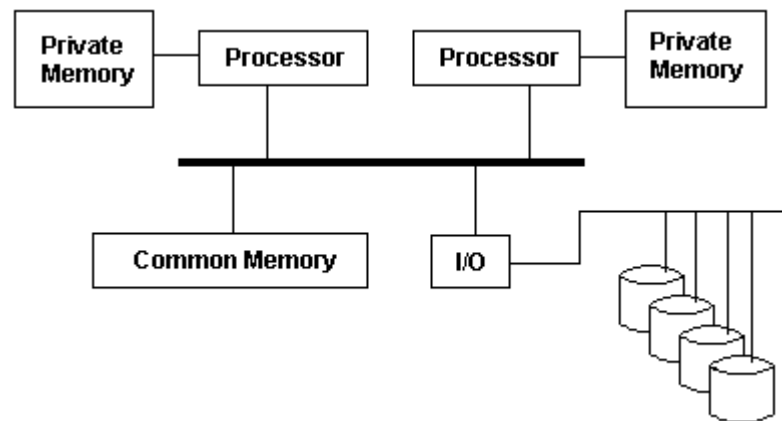 Private
Memory
Processor
Processor
Private
Memory
Common Memory
I/O